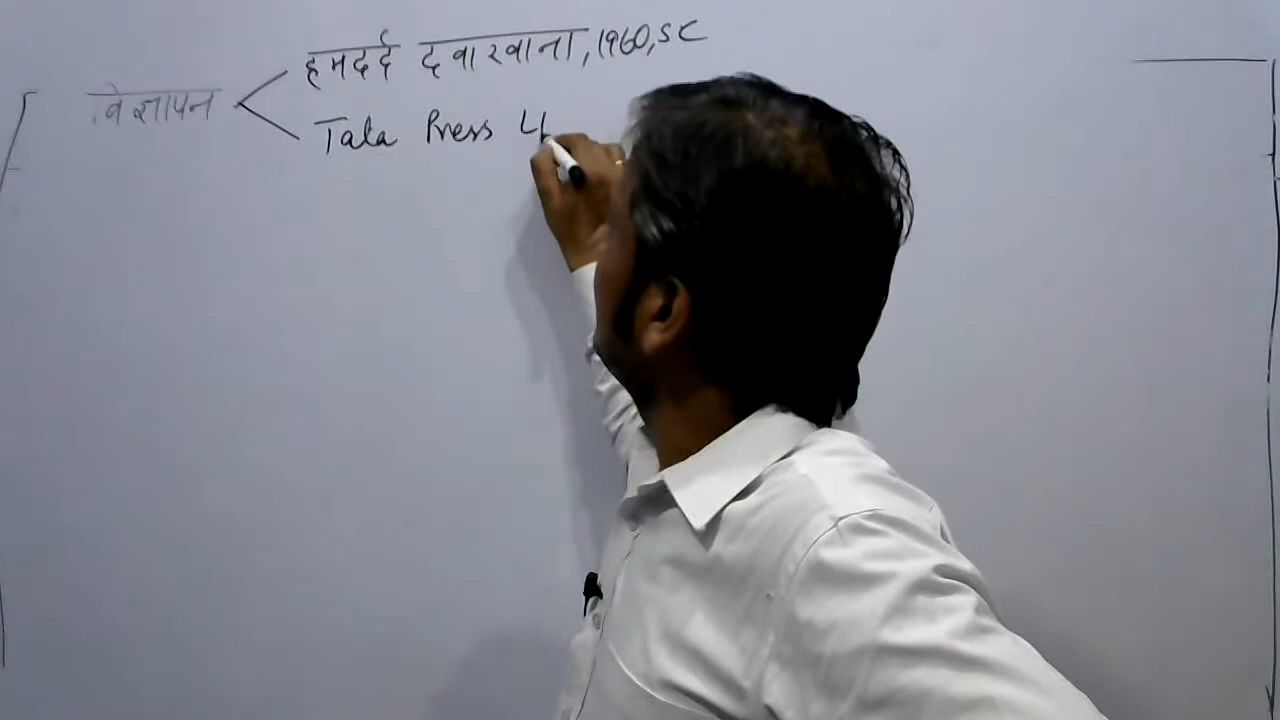 हमदर्द दवाखाना, 1960, SC
विज्ञापन
Tata Press